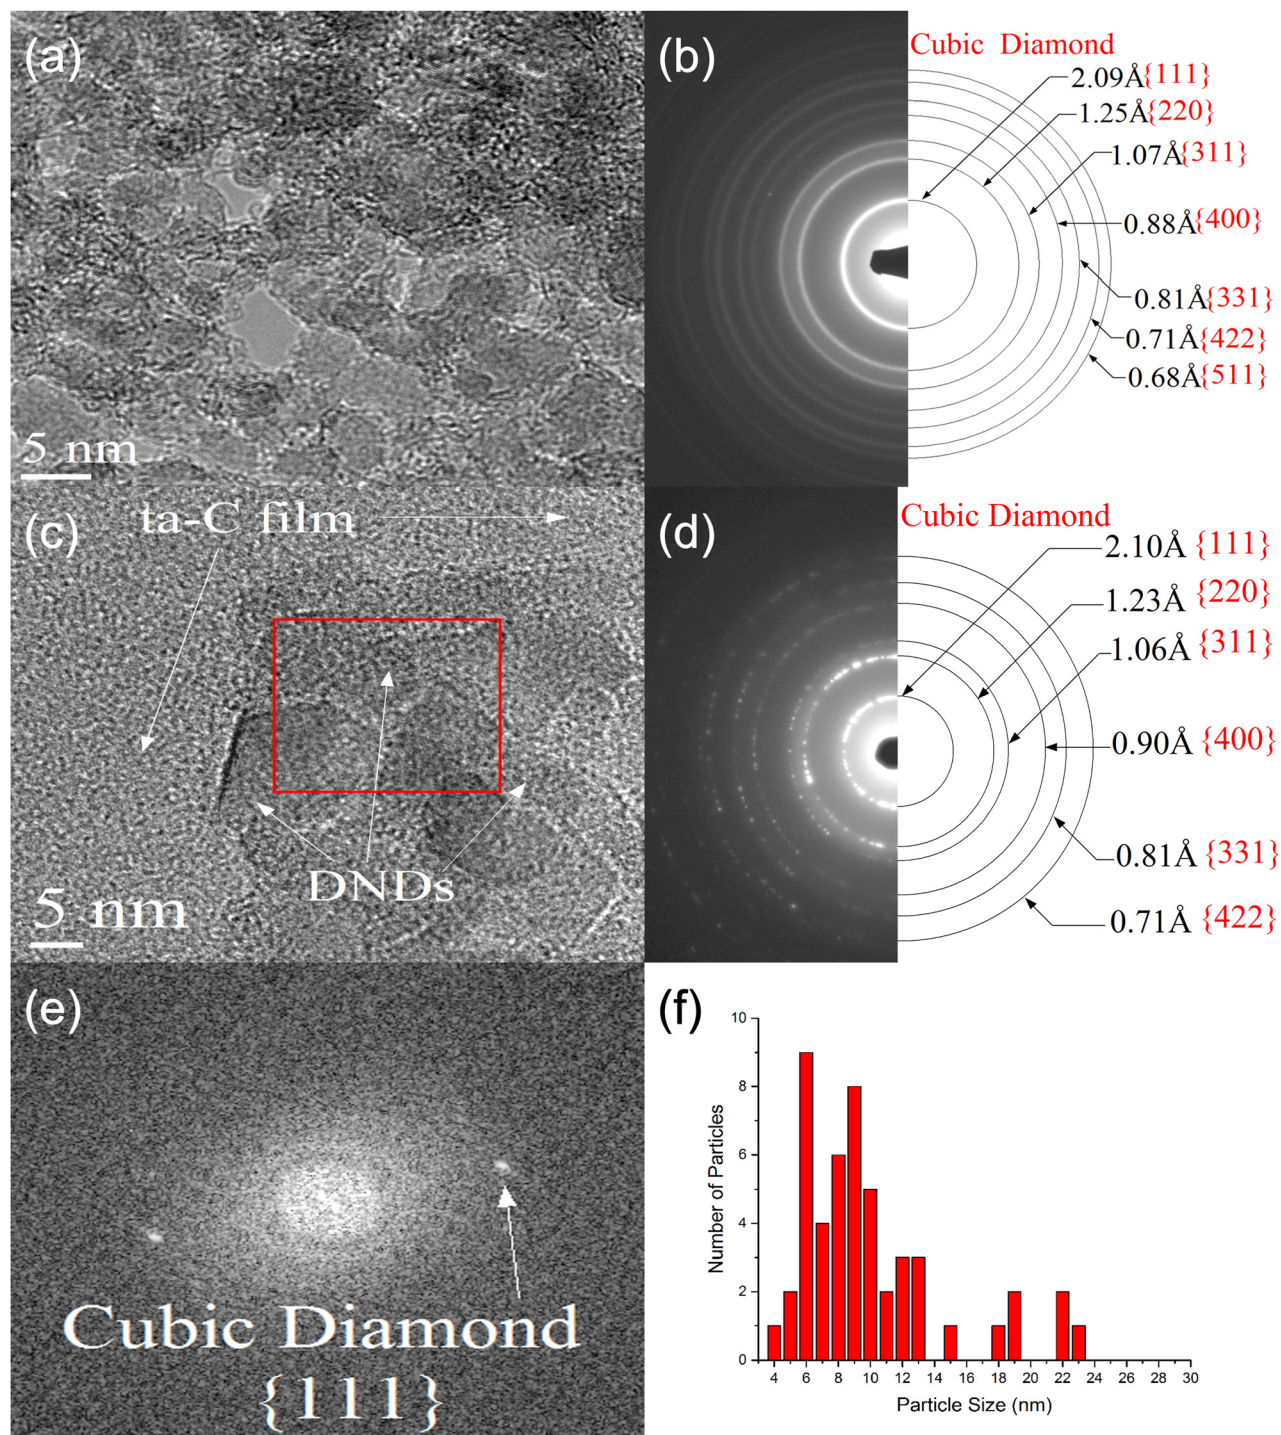 (a)
5 nm
(b)
Cubic Diamond
2.09Å{111}
1.25Å{220}
1.07Å{311}
0.88Å{400}
0.81Å{331}
0.71Å{422}
0.68Å{511}
(c)
ta-C film
DNDs
5 nm
(d)
Cubic Diamond
2.10Å {111}
1.23Å {220}
1.06Å {311}
0.90Å {400}
0.81Å {331}
0.71Å {422}
(e)
Cubic Diamond
{111}
(f)
10
8
6
4
2
0
Number of Particles
4 6 8 10 12 14 16 18 20 22 24 26 28 30
Particle Size (nm)